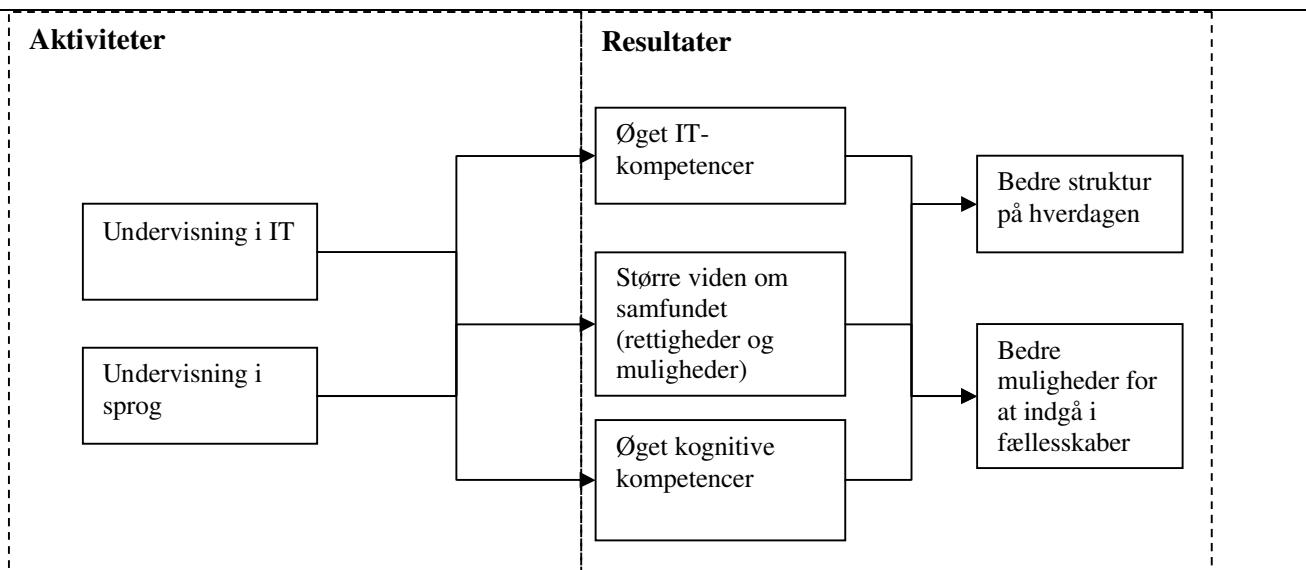 Aktiviteter
Undervisning i IT
Undervisning i
sprog
Resultater
Øget IT-
kompetencer
Større viden om
samfundet
(rettigheder og
muligheder)
Øget kognitive
kompetencer
Bedre struktur
på hverdagen
Bedre
muligheder for
at indgå i
fællesskaber